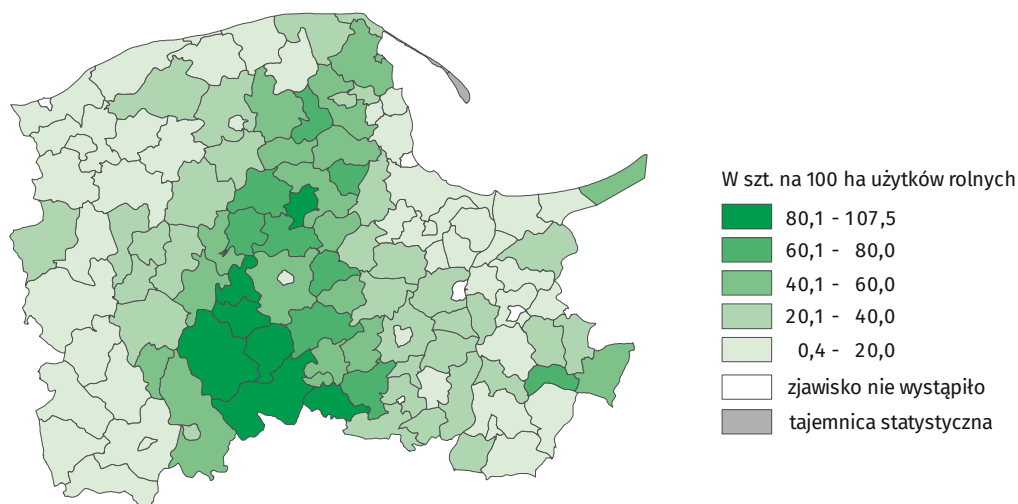 W szt. na 100 ha użytków rolnych
80,1 - 107,5
60,1 - 80,0
40,1 - 60,0
20,1 - 40,0
0,4 - 20,0
zjawisko nie wystąpiło
tajemnica statystyczna